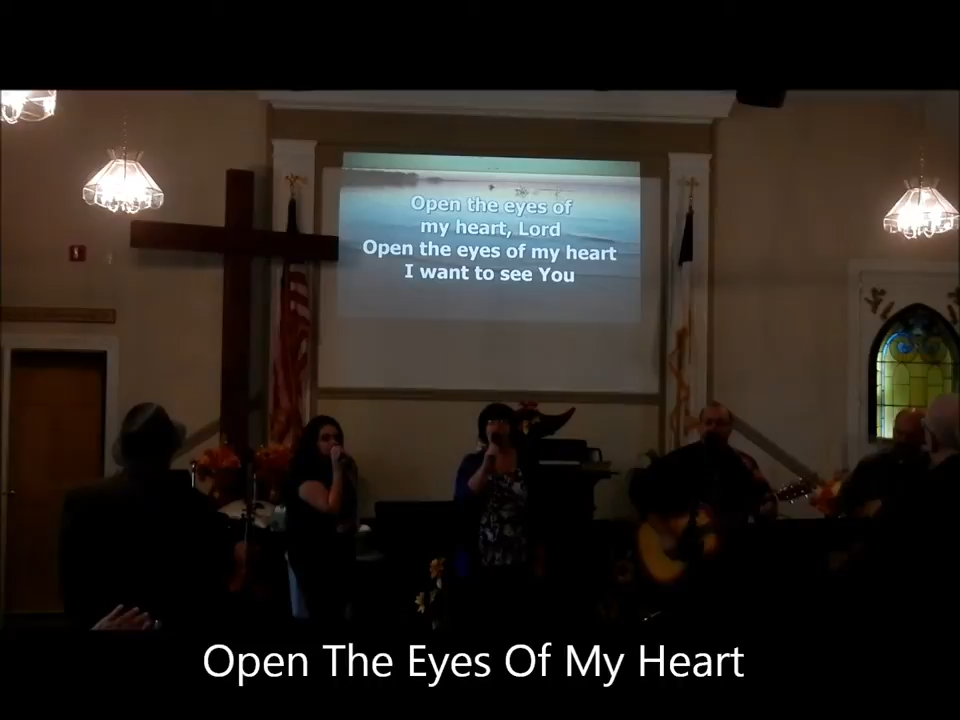 Open the eyes of
my heart, Lord
Open the eyes of my heart
I want to see You
Open The Eyes Of My Heart